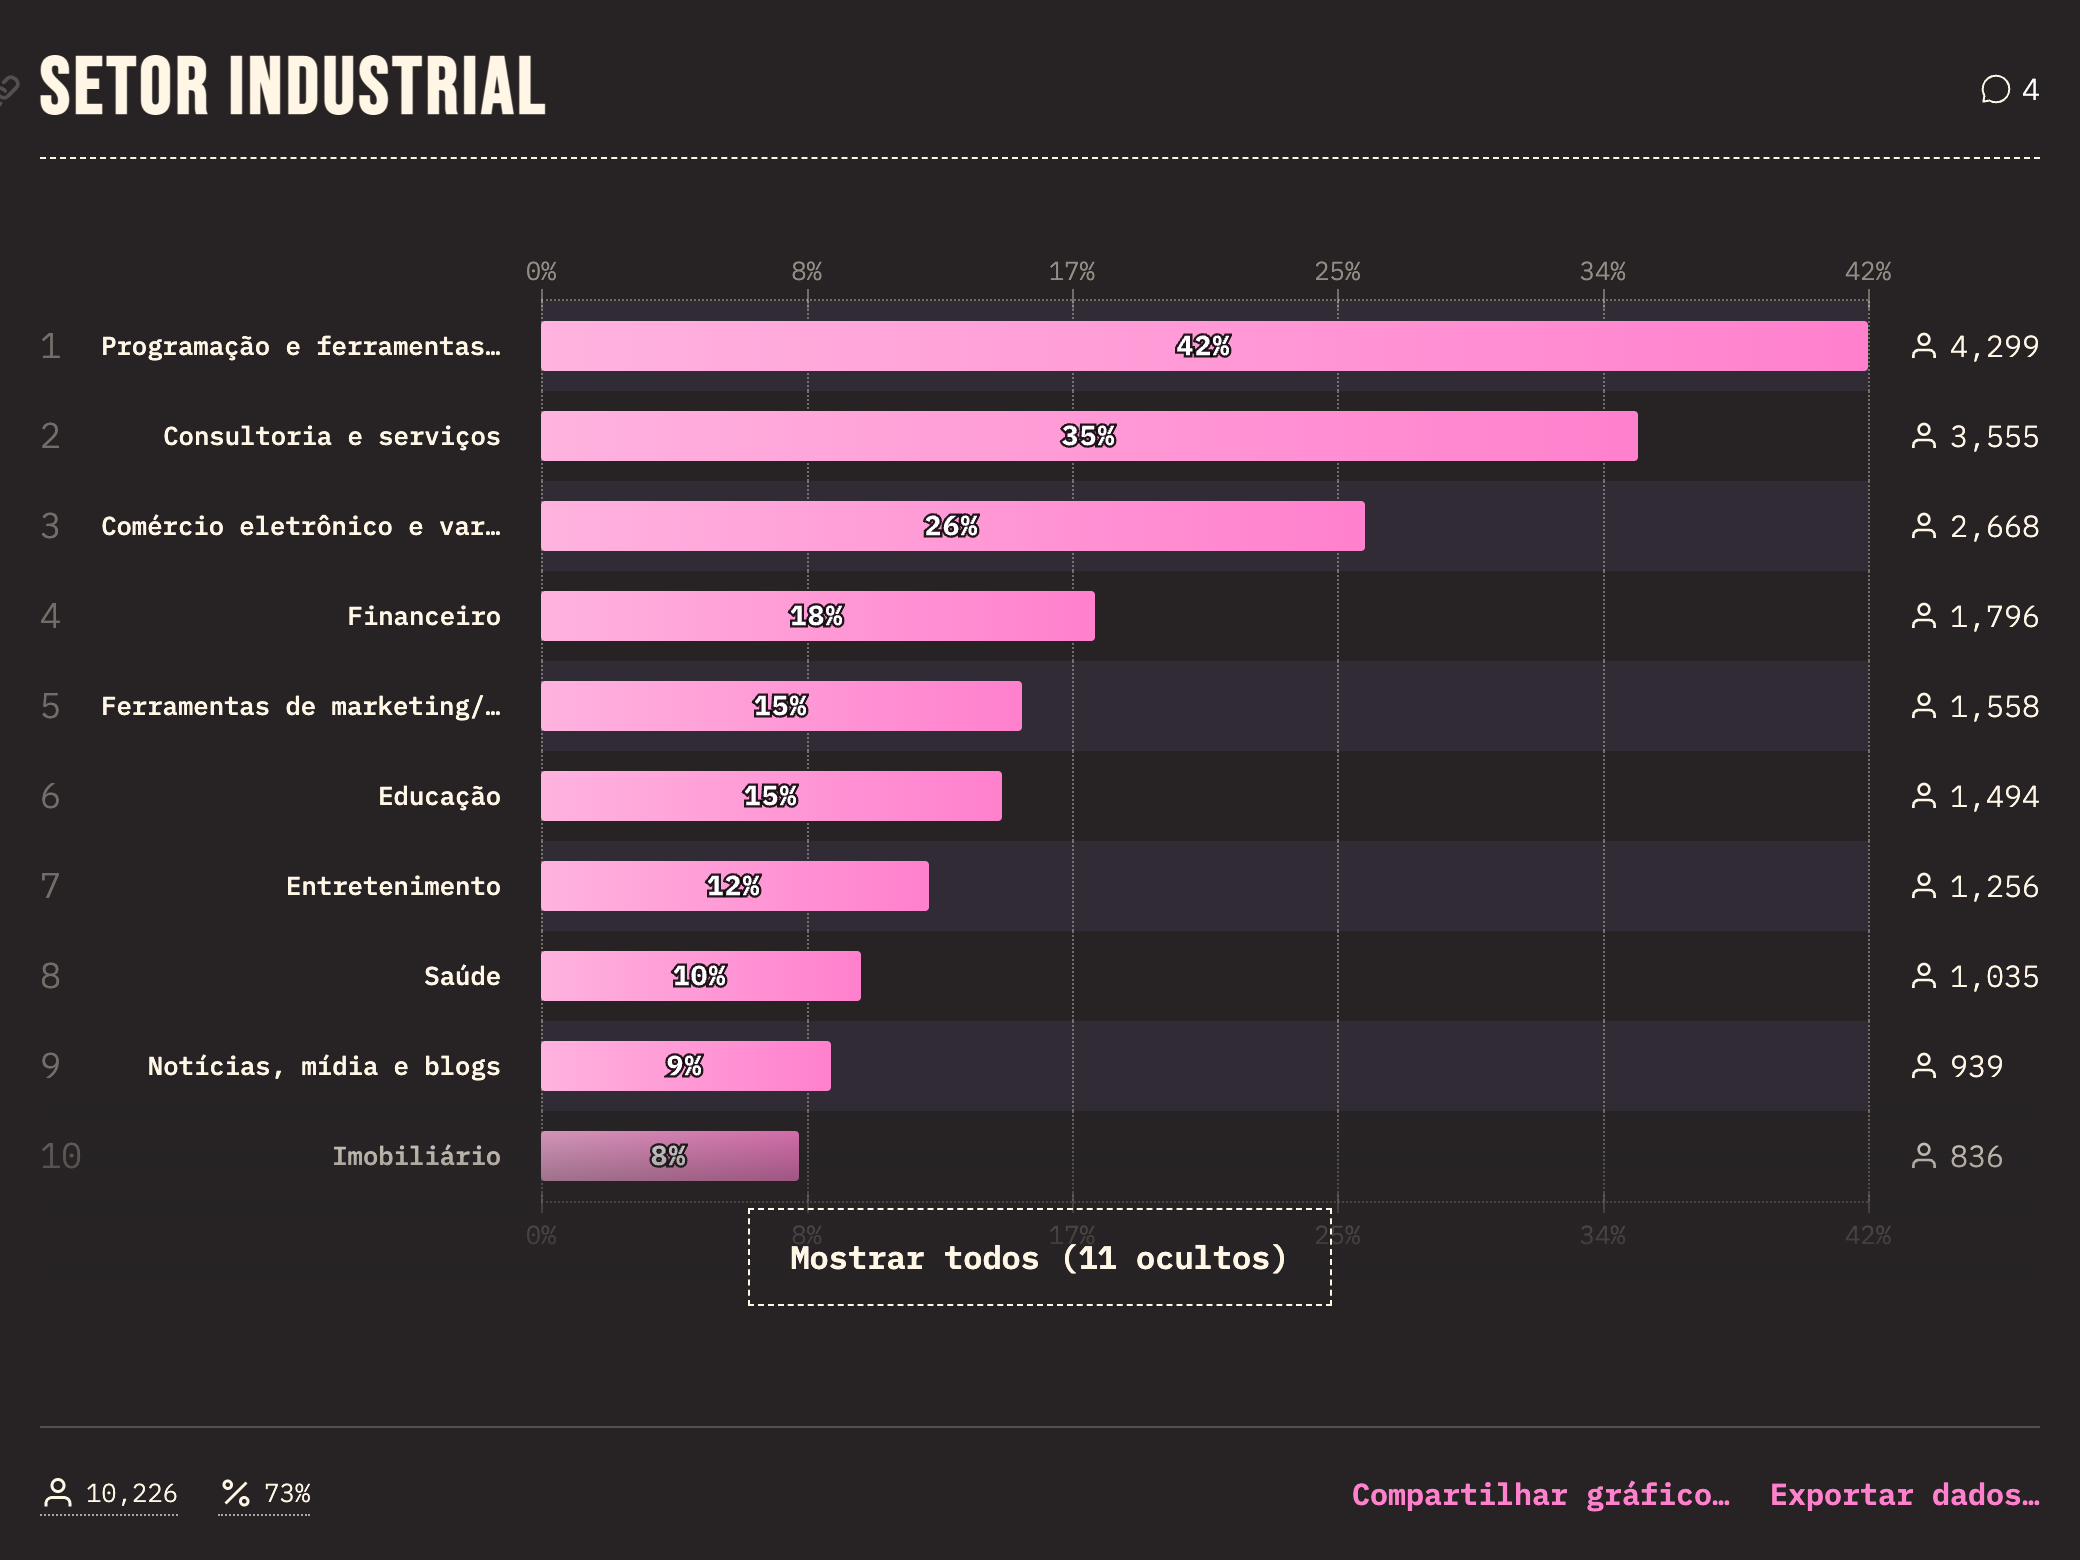 SETOR INDUSTRIAL
4
0% 8% 17% 25% 34% 42%
1 Programação e ferramentas… 42% 4,299
2 Consultoria e serviços 35% 3,555
3 Comércio eletrônico e var… 26% 2,668
4 Financeiro 18% 1,796
5 Ferramentas de marketing/… 15% 1,558
6 Educação 15% 1,494
7 Entretenimento 12% 1,256
8 Saúde 10% 1,035
9 Notícias, mídia e blogs 9% 939
10 Imobiliário 8% 836
0% 8% 17% 25% 34% 42%
Mostrar todos (11 ocultos)
10,226 % 73% Compartilhar gráfico… Exportar dados…